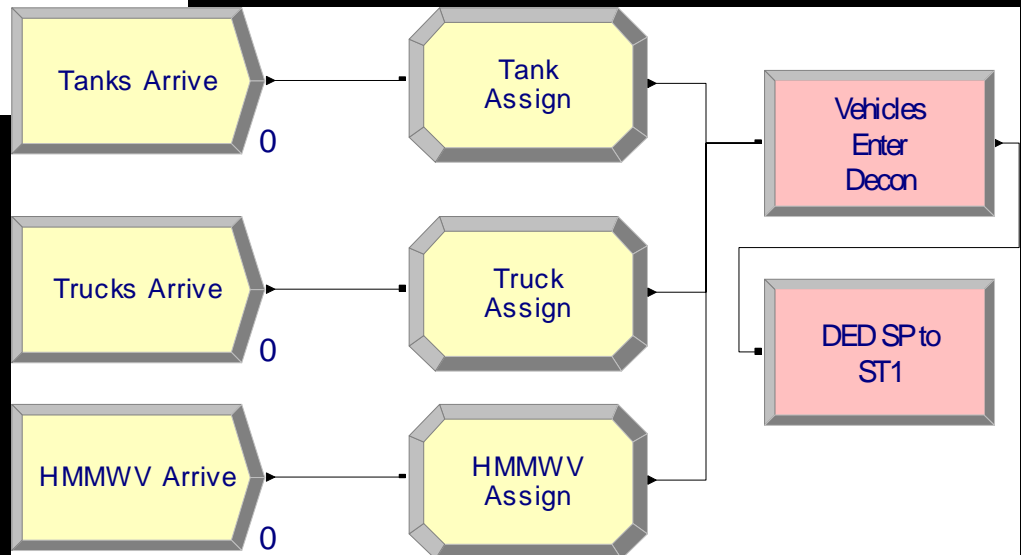 Tanks Arrive
0
Tank
Assign
Vehicles
Enter
Decon
Trucks Arrive
0
Truck
Assign
DED SP to
ST1
HMMWV Arrive
0
HMMWV
Assign